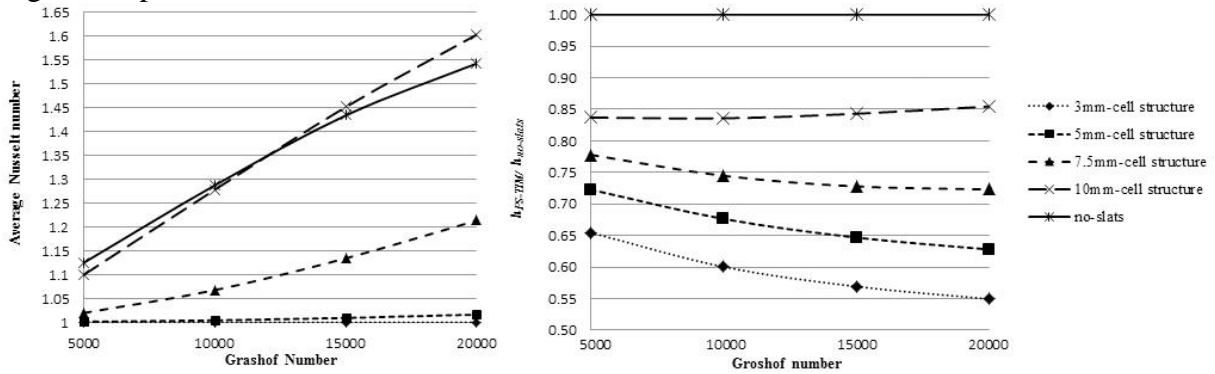 Average Nusselt number
1.65
1.6
1.55
1.5
1.45
1.4
1.35
1.3
1.25
1.2
1.15
1.1
1.05
1
5000 10000 15000 20000
Grashof Number
h_PS-TIM/ h_no-slats
1.00
0.95
0.90
0.85
0.80
0.75
0.70
0.65
0.60
0.55
0.50
5000 10000 15000 20000
Groshof number
3mm-cell structure
5mm-cell structure
7.5mm-cell structure
10mm-cell structure
no-slats